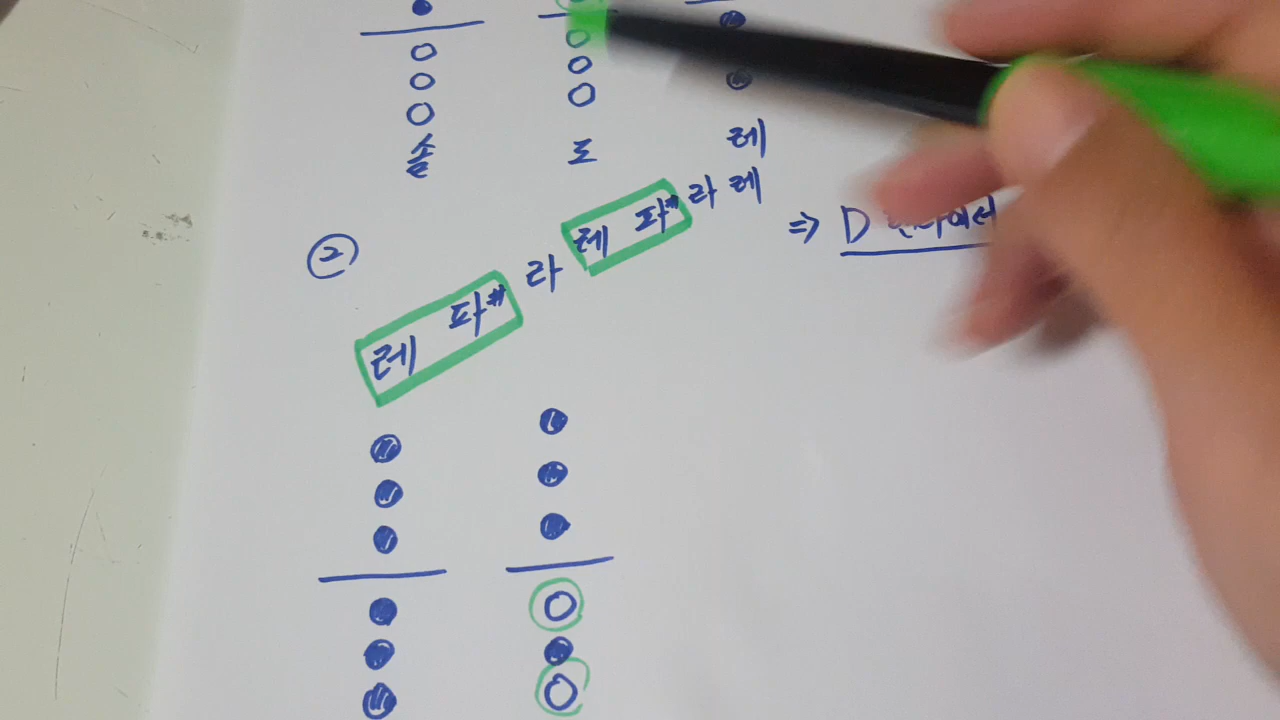 솔 도 레
② 레 파# 라 레 파# 라 레 ⇒ D